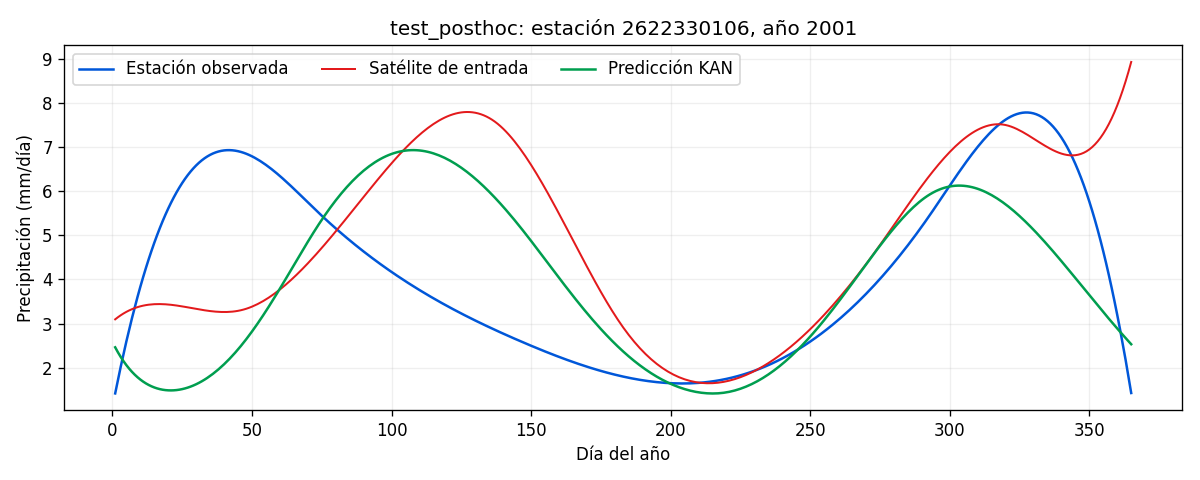 test_posthoc: estación 2622330106, año 2001
Estación observada
Satélite de entrada
Predicción KAN
Precipitación (mm/día)
9
8
7
6
5
4
3
2
0
50
100
150
200
250
300
350
Día del año